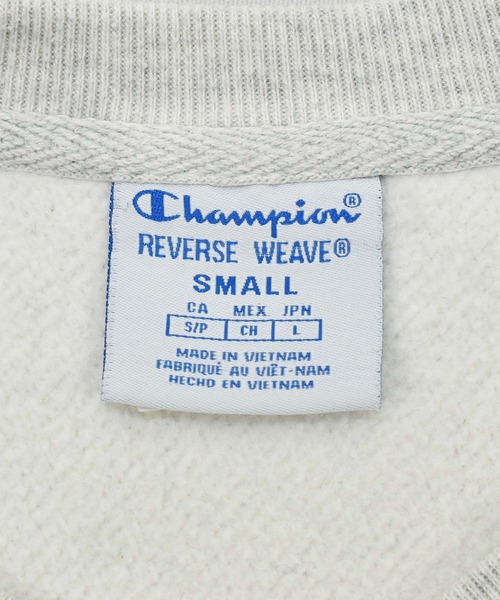 Champion®
REVERSE WEAVE®
SMALL
CA MEX JPN
S/P CH L
MADE IN VIETNAM
FABRIQUÉ AU VIÊT-NAM
HECHO EN VIETNAM